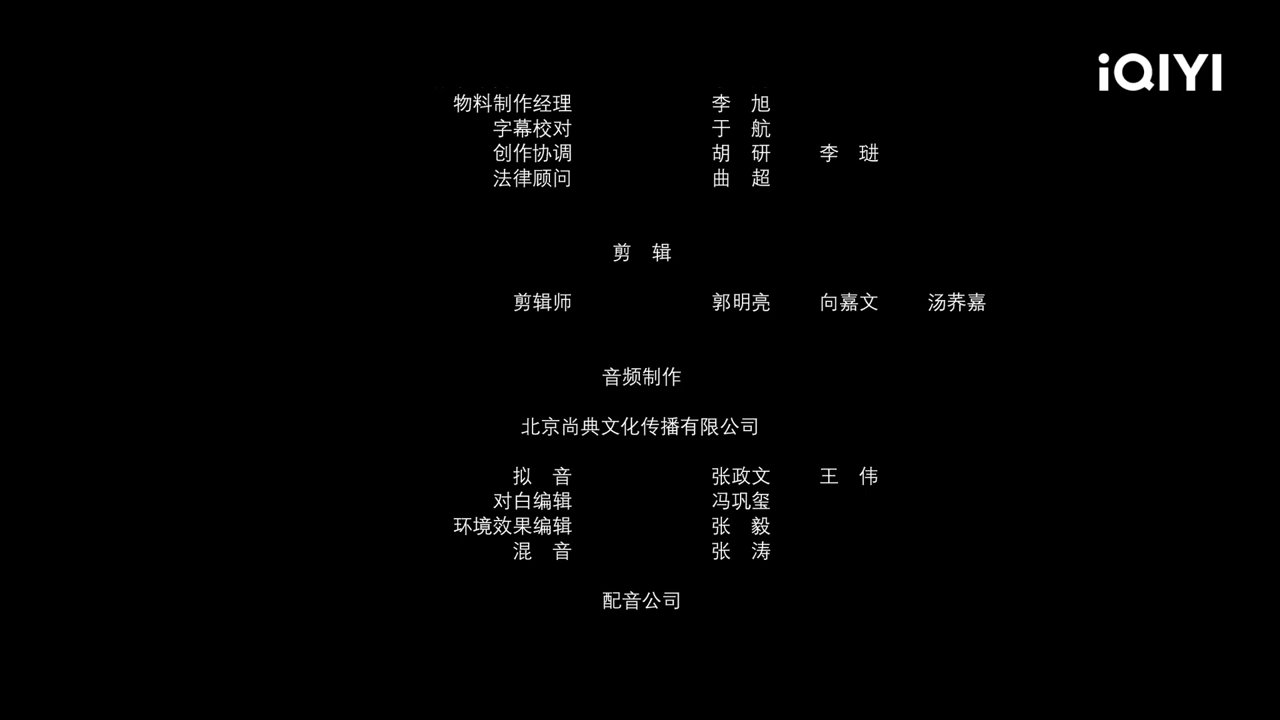 iQIYI
物料制作经理 李 旭
字幕校对 于 航
创作协调 胡 研 李 琎
法律顾问 曲 超
剪 辑
剪辑师 郭明亮 向嘉文 汤荞嘉
音频制作
北京尚典文化传播有限公司
拟 音 张政文 王 伟
对白编辑 冯巩玺
环境效果编辑 张 毅
混 音 张 涛
配音公司